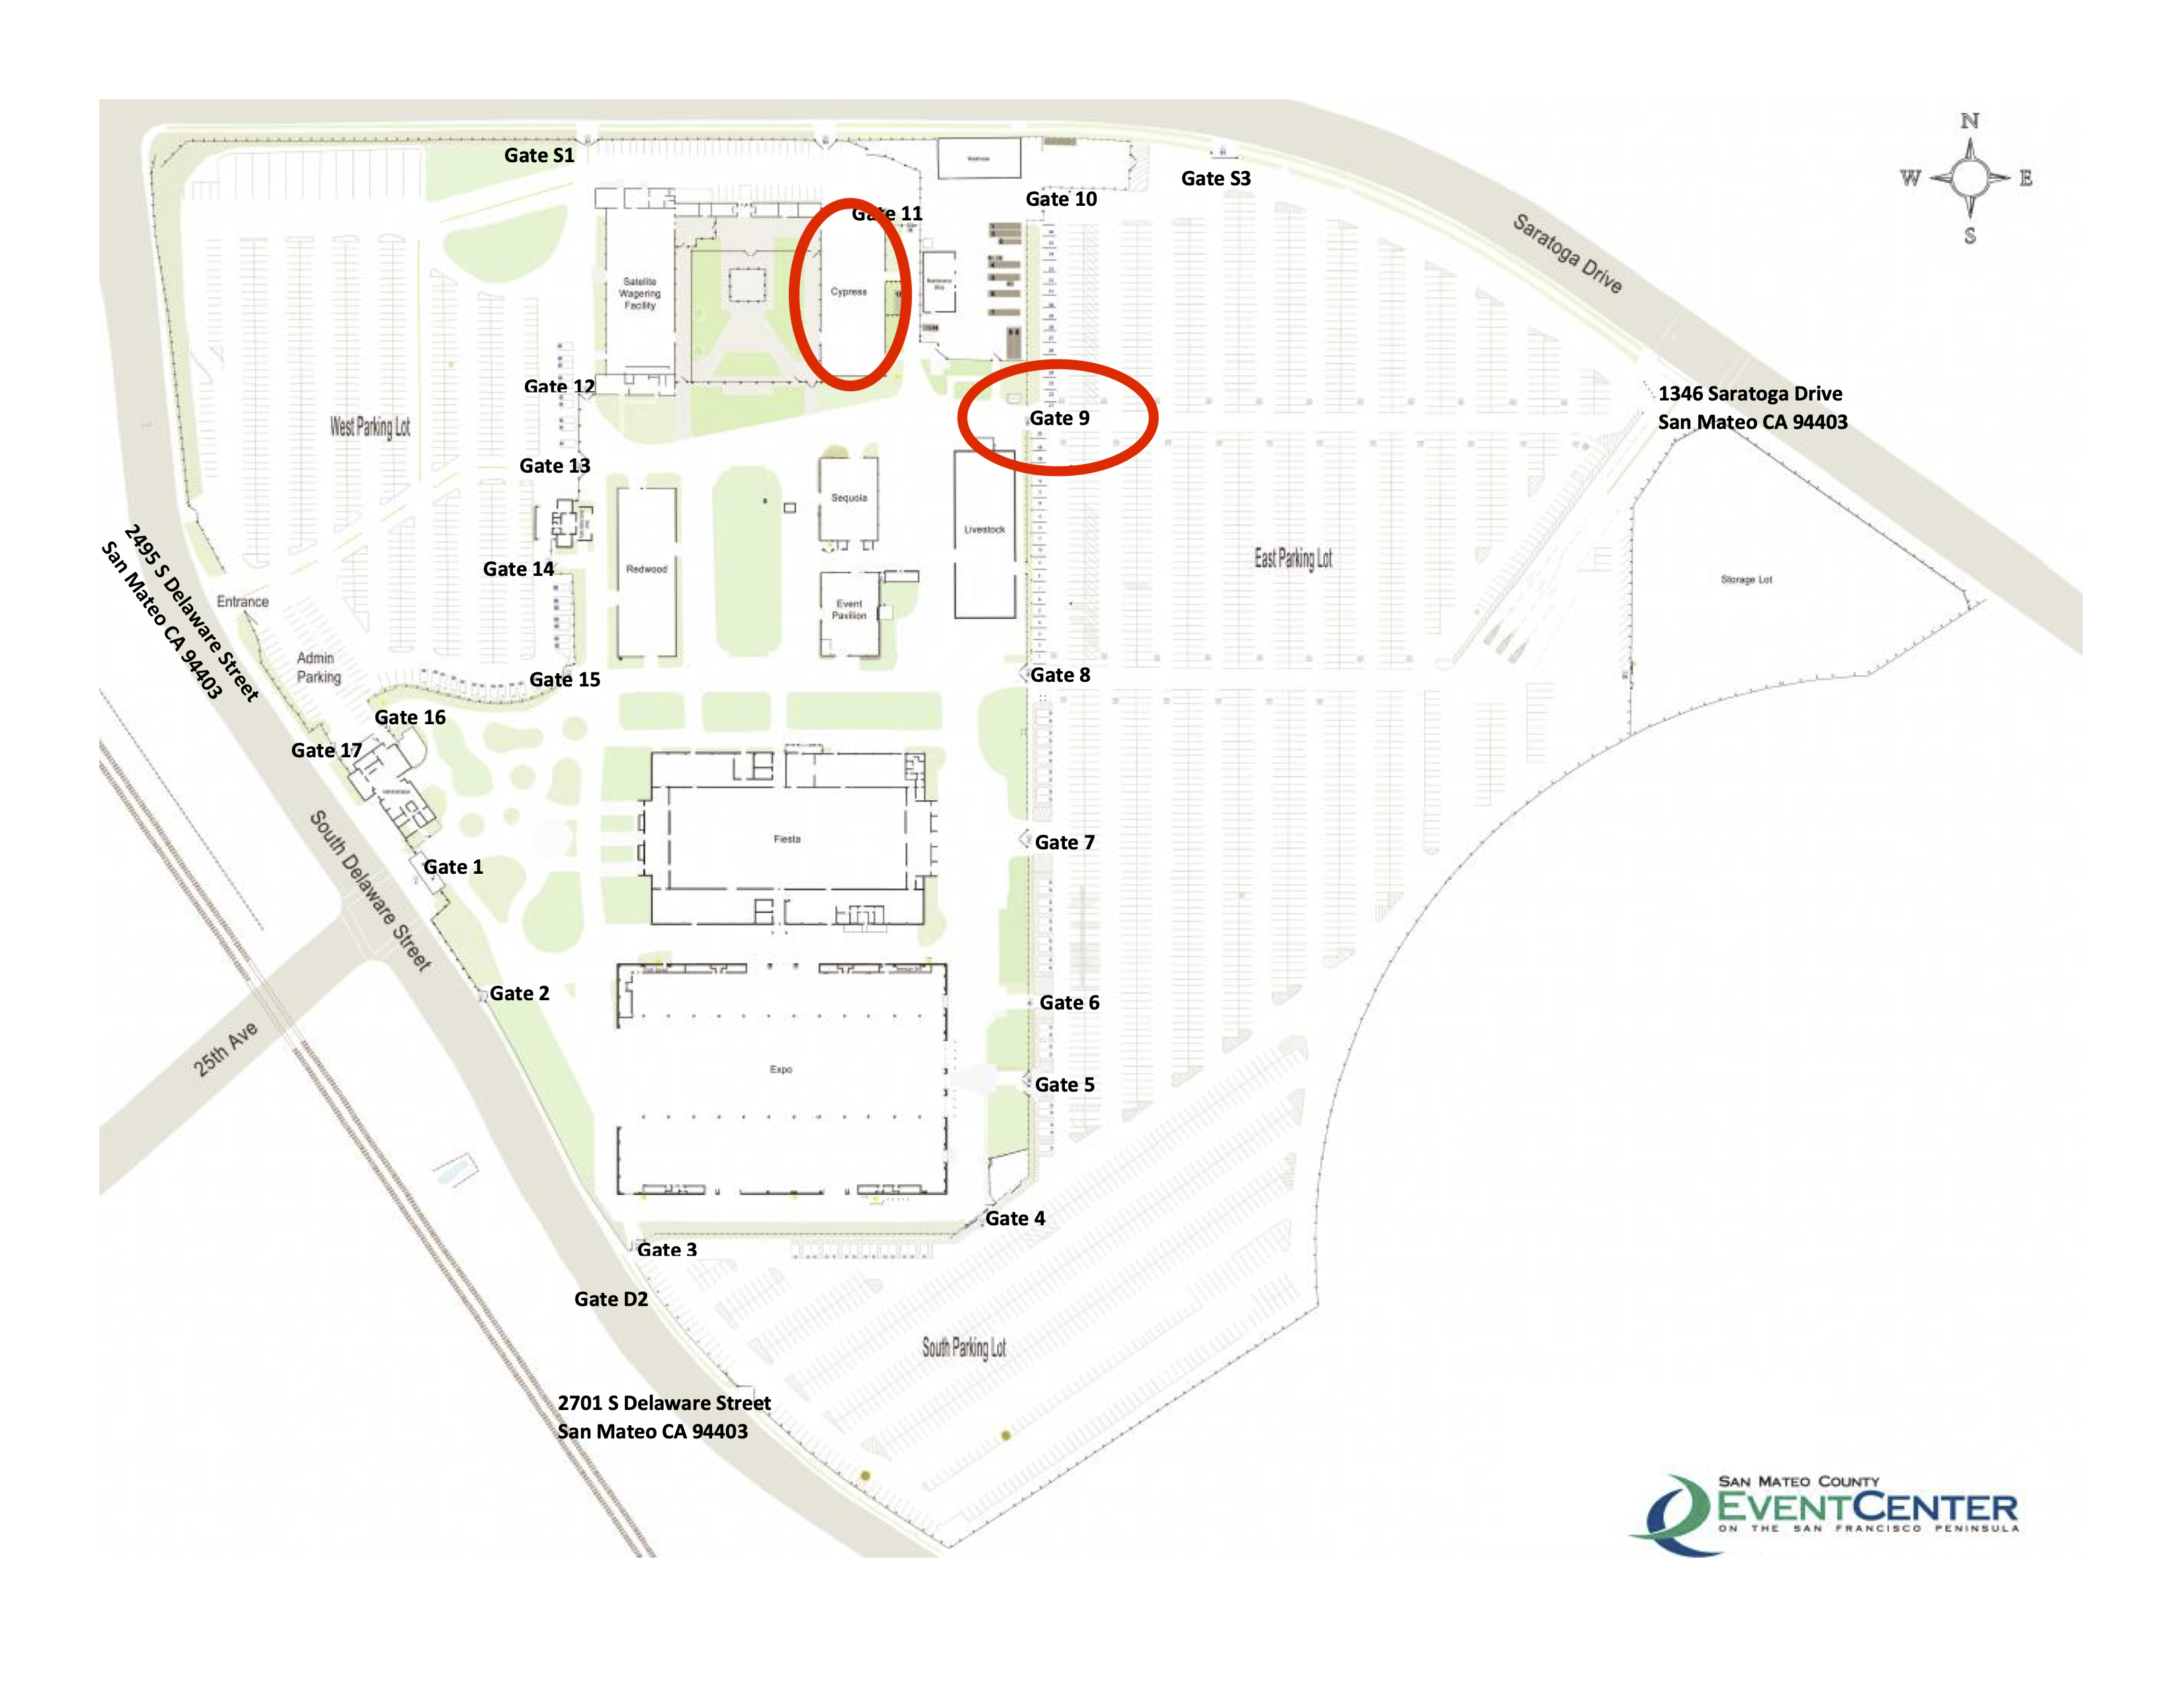 N
W E
S
Gate S1
Gate S3
Gate 10
Gate 11
Saratoga Drive
Satellite
Wagering
Facility
Cypress
Gate 12
1346 Saratoga Drive
San Mateo CA 94403
West Parking Lot
Gate 9
Gate 13
Sequoia
Livestock
2495 S Delaware Street
San Mateo CA 94403
Gate 14
Redwood
East Parking Lot
Storage Lot
Entrance
Event
Pavilion
Admin
Parking
Gate 15
Gate 8
Gate 16
Gate 17
South Delaware Street
Fiesta
Gate 7
Gate 1
Gate 2
Gate 6
25th Ave
Expo
Gate 5
Gate 4
Gate 3
Gate D2
South Parking Lot
2701 S Delaware Street
San Mateo CA 94403
SAN MATEO COUNTY
EVENTCENTER
ON THE SAN FRANCISCO PENINSULA